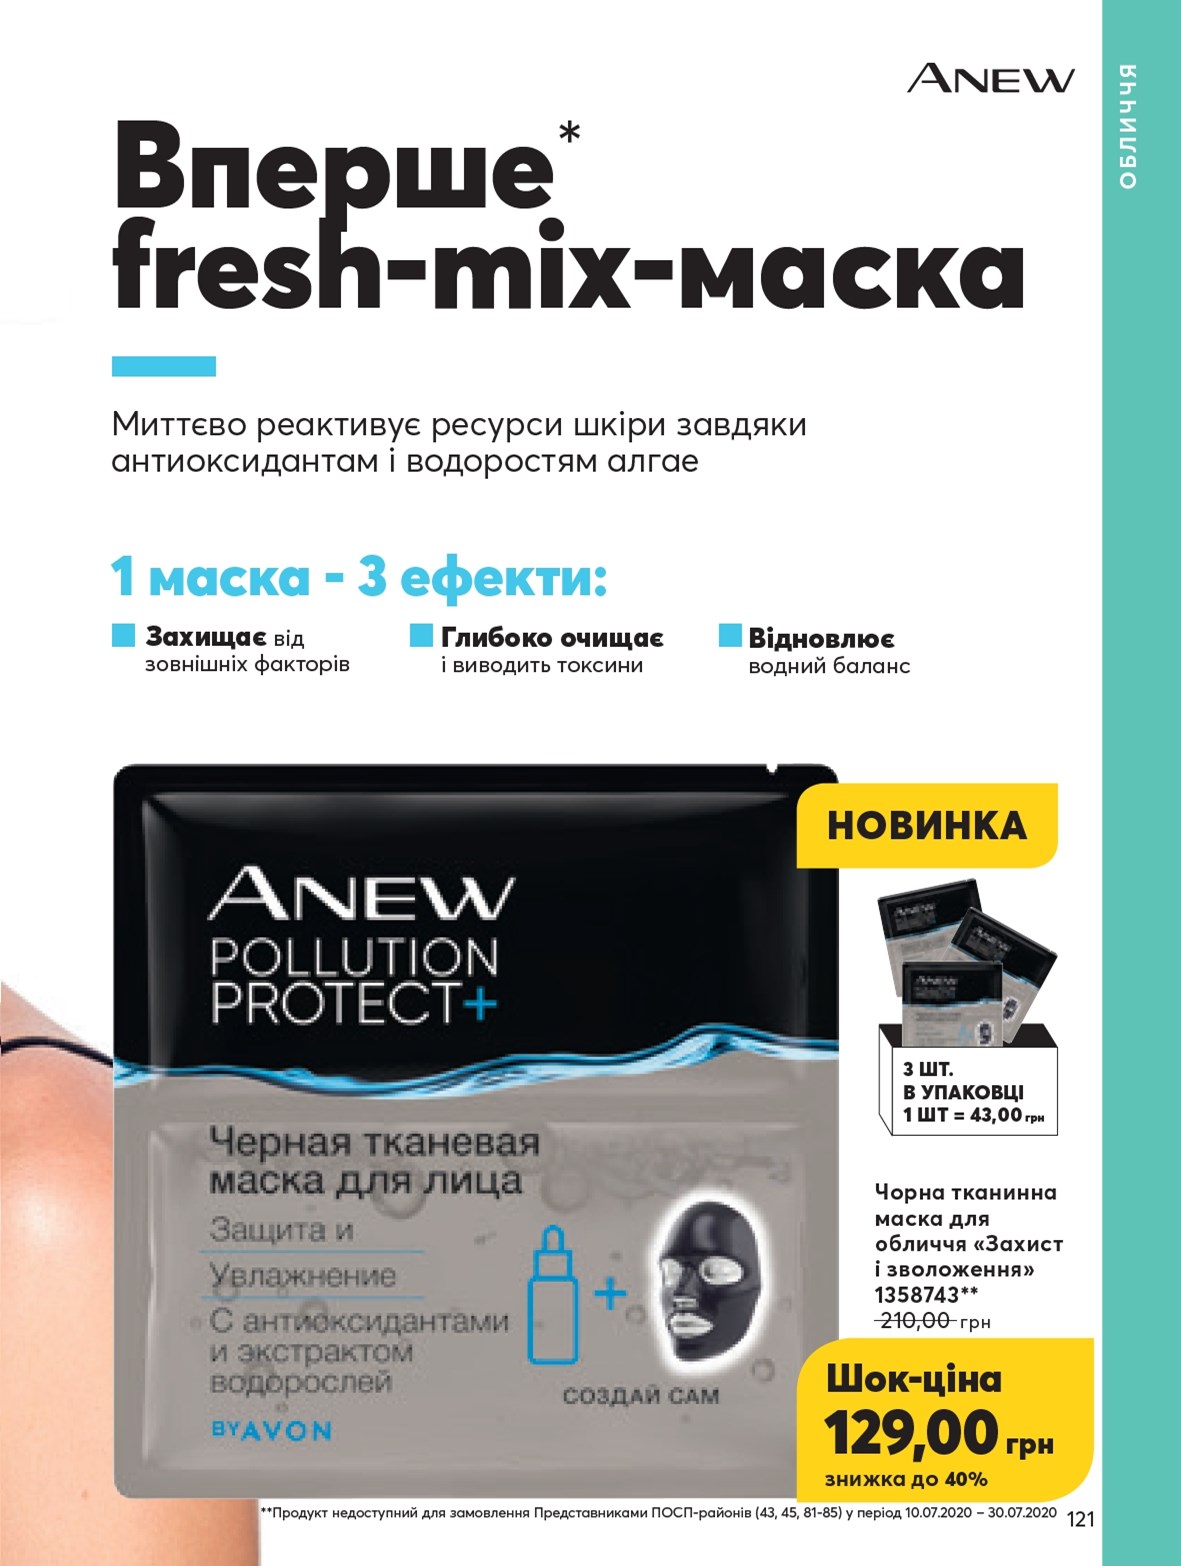 ANEW
ОБЛИЧЧЯ
Вперше*
fresh-mix-маска
Миттєво реактивує ресурси шкіри завдяки
антиоксидантам і водоростям алгае
1 маска - 3 ефекти:
Захищає від
зовнішніх факторів
Глибоко очищає
і виводить токсини
Відновлює
водний баланс
НОВИНКА
ANEW
POLLUTION
PROTECT+
Черная тканевая
маска для лица
Защита и
Увлажнение
С антиоксидантами
и экстрактом
водорослей
BY AVON
СОЗДАЙ САМ
ANEW
ANEW
ANEW
3 ШТ.
В УПАКОВЦІ
1 ШТ = 43,00 грн
Чорна тканинна
маска для
обличчя «Захист
і зволоження»
1358743**
210,00 грн
Шок-ціна
129,00 грн
знижка до 40%
**Продукт недоступний для замовлення Представниками ПОСП-районів (43, 45, 81-85) у період 10.07.2020 – 30.07.2020
121